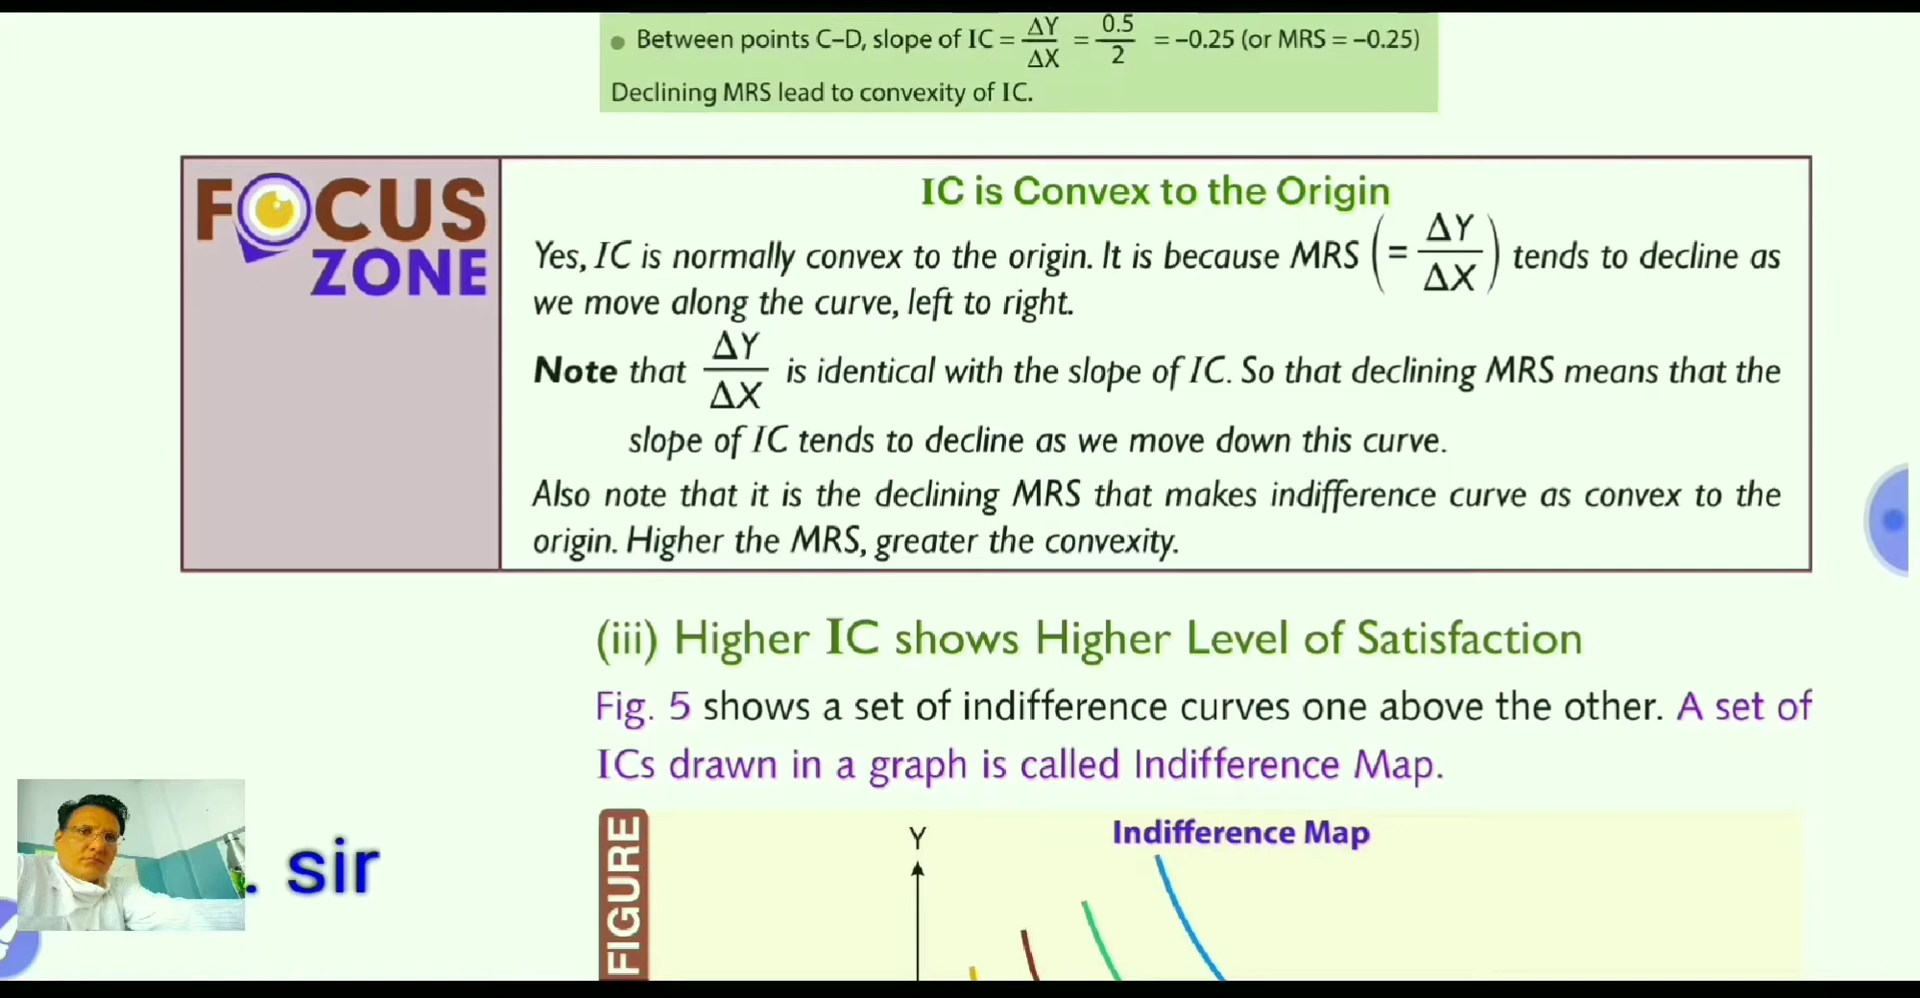 • Between points C–D, slope of IC = ΔY/ΔX = 0.5/2 = –0.25 (or MRS = –0.25)
Declining MRS lead to convexity of IC.
FOCUS
ZONE
IC is Convex to the Origin
Yes, IC is normally convex to the origin. It is because MRS (= ΔY/ΔX) tends to decline as
we move along the curve, left to right.
Note that ΔY/ΔX is identical with the slope of IC. So that declining MRS means that the
slope of IC tends to decline as we move down this curve.
Also note that it is the declining MRS that makes indifference curve as convex to the
origin. Higher the MRS, greater the convexity.
(iii) Higher IC shows Higher Level of Satisfaction
Fig. 5 shows a set of indifference curves one above the other. A set of
ICs drawn in a graph is called Indifference Map.
. sir
FIGURE
Y
Indifference Map